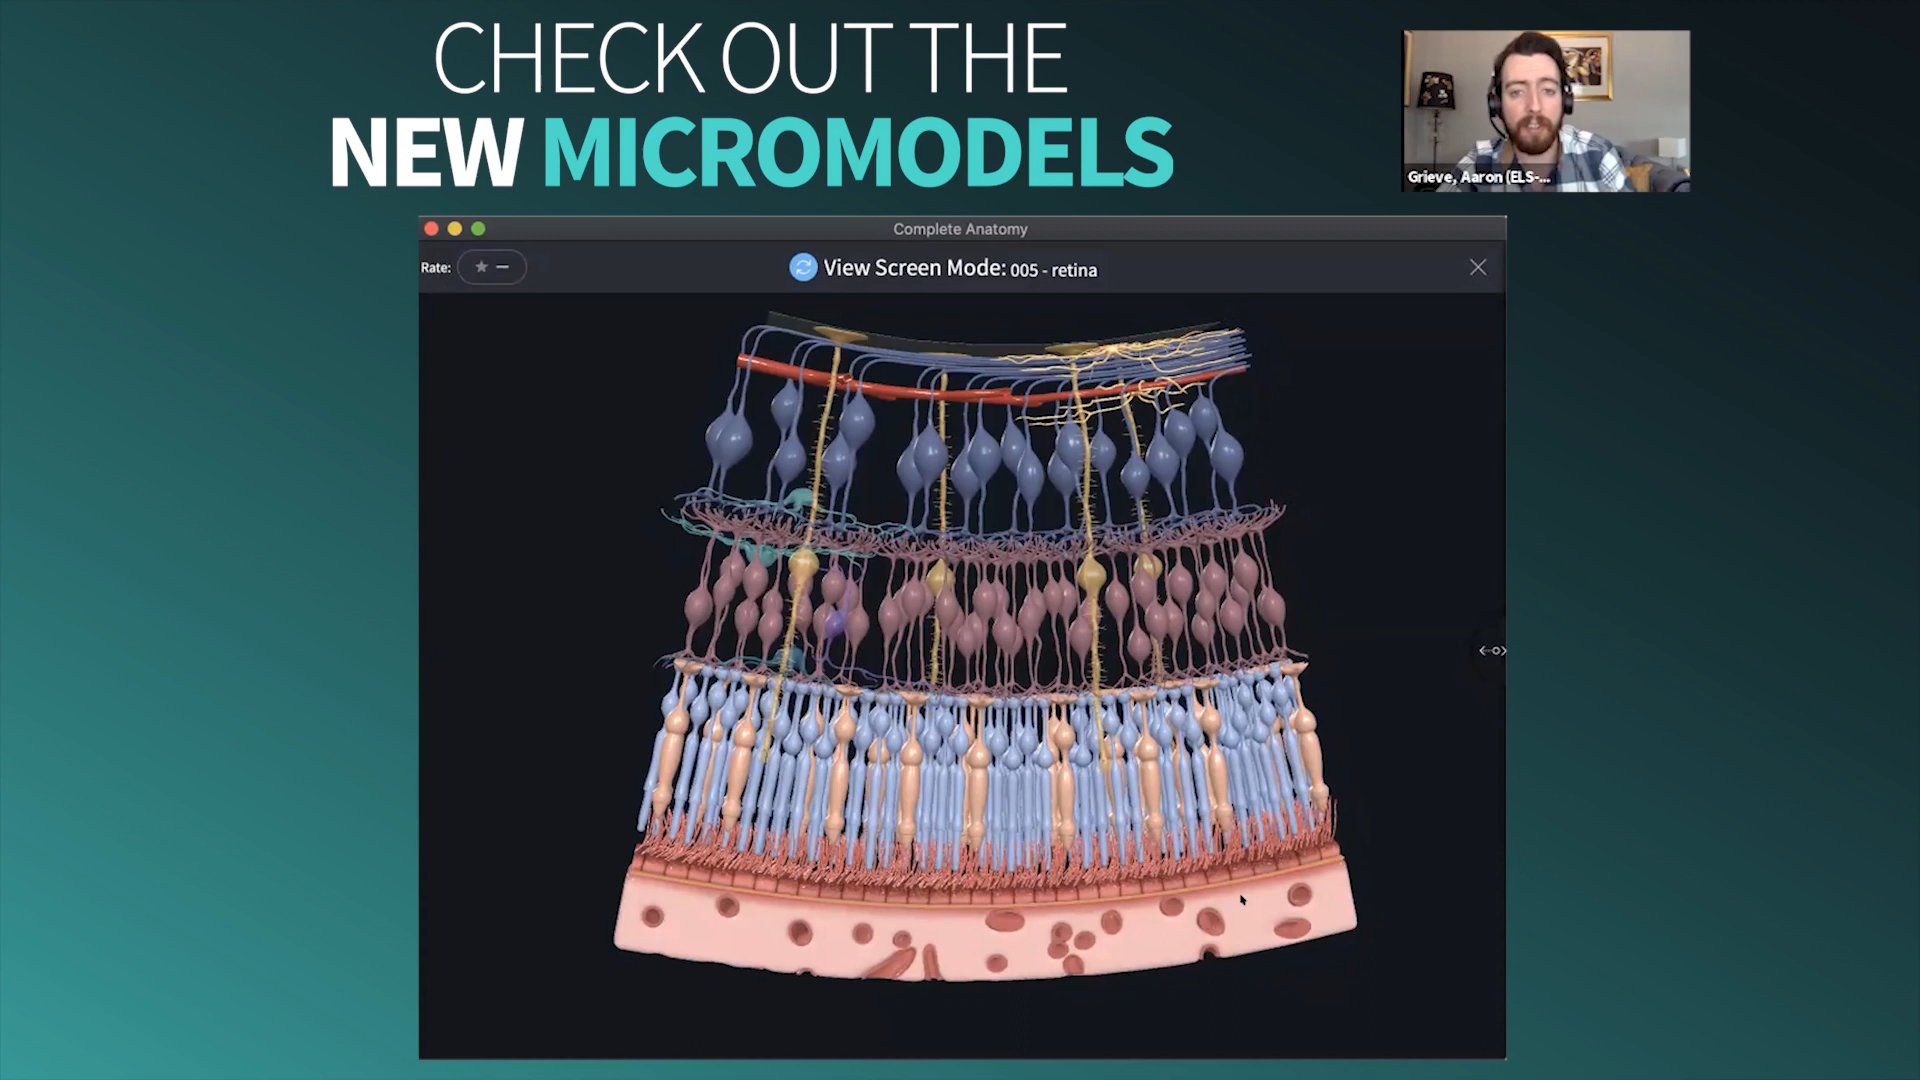 CHECK OUT THE
NEW MICROMODELS
Grieve, Aaron (ELS-...
Complete Anatomy
Rate:
View Screen Mode: 005 - retina